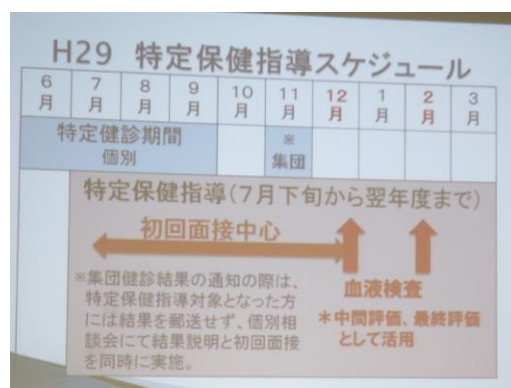 H29 特定保健指導スケジュール
6月 7月 8月 9月 10月 11月 12月 1月 2月 3月
特定健診期間
個別
※
集団
特定保健指導(7月下旬から翌年度まで)
初回面接中心
※集団健診結果の通知の際は、
特定保健指導対象となった方
には結果を郵送せず、個別相
談会にて結果説明と初回面接
を同時に実施。
血液検査
＊中間評価、最終評価
として活用